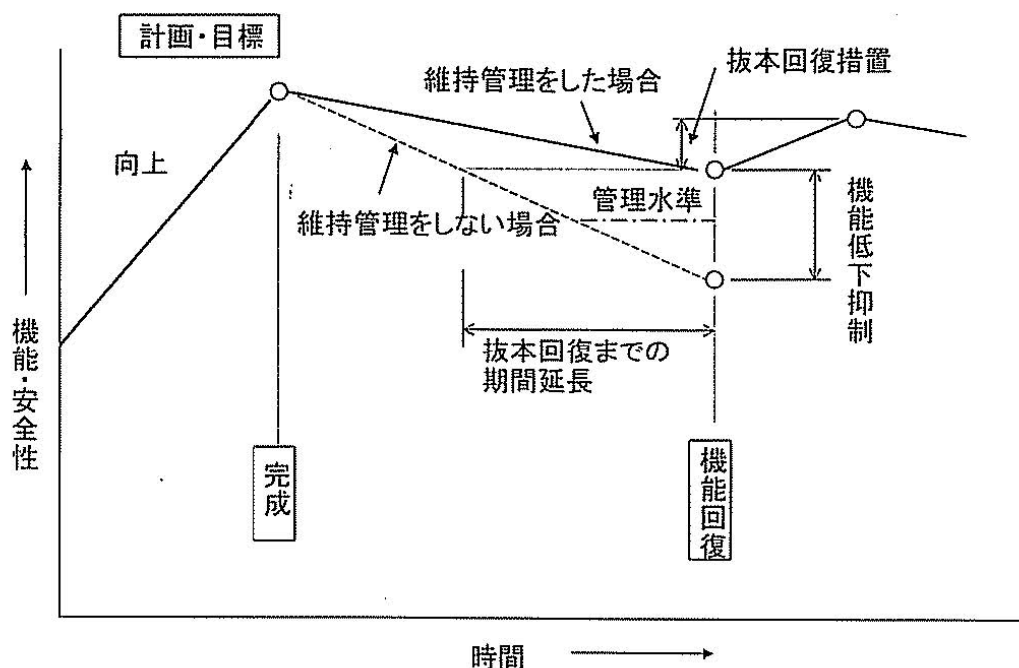 計画・目標
維持管理をした場合
抜本回復措置
向上
維持管理をしない場合
管理水準
機能低下抑制
抜本回復までの
期間延長
機能・安全性
完成
機能回復
時間